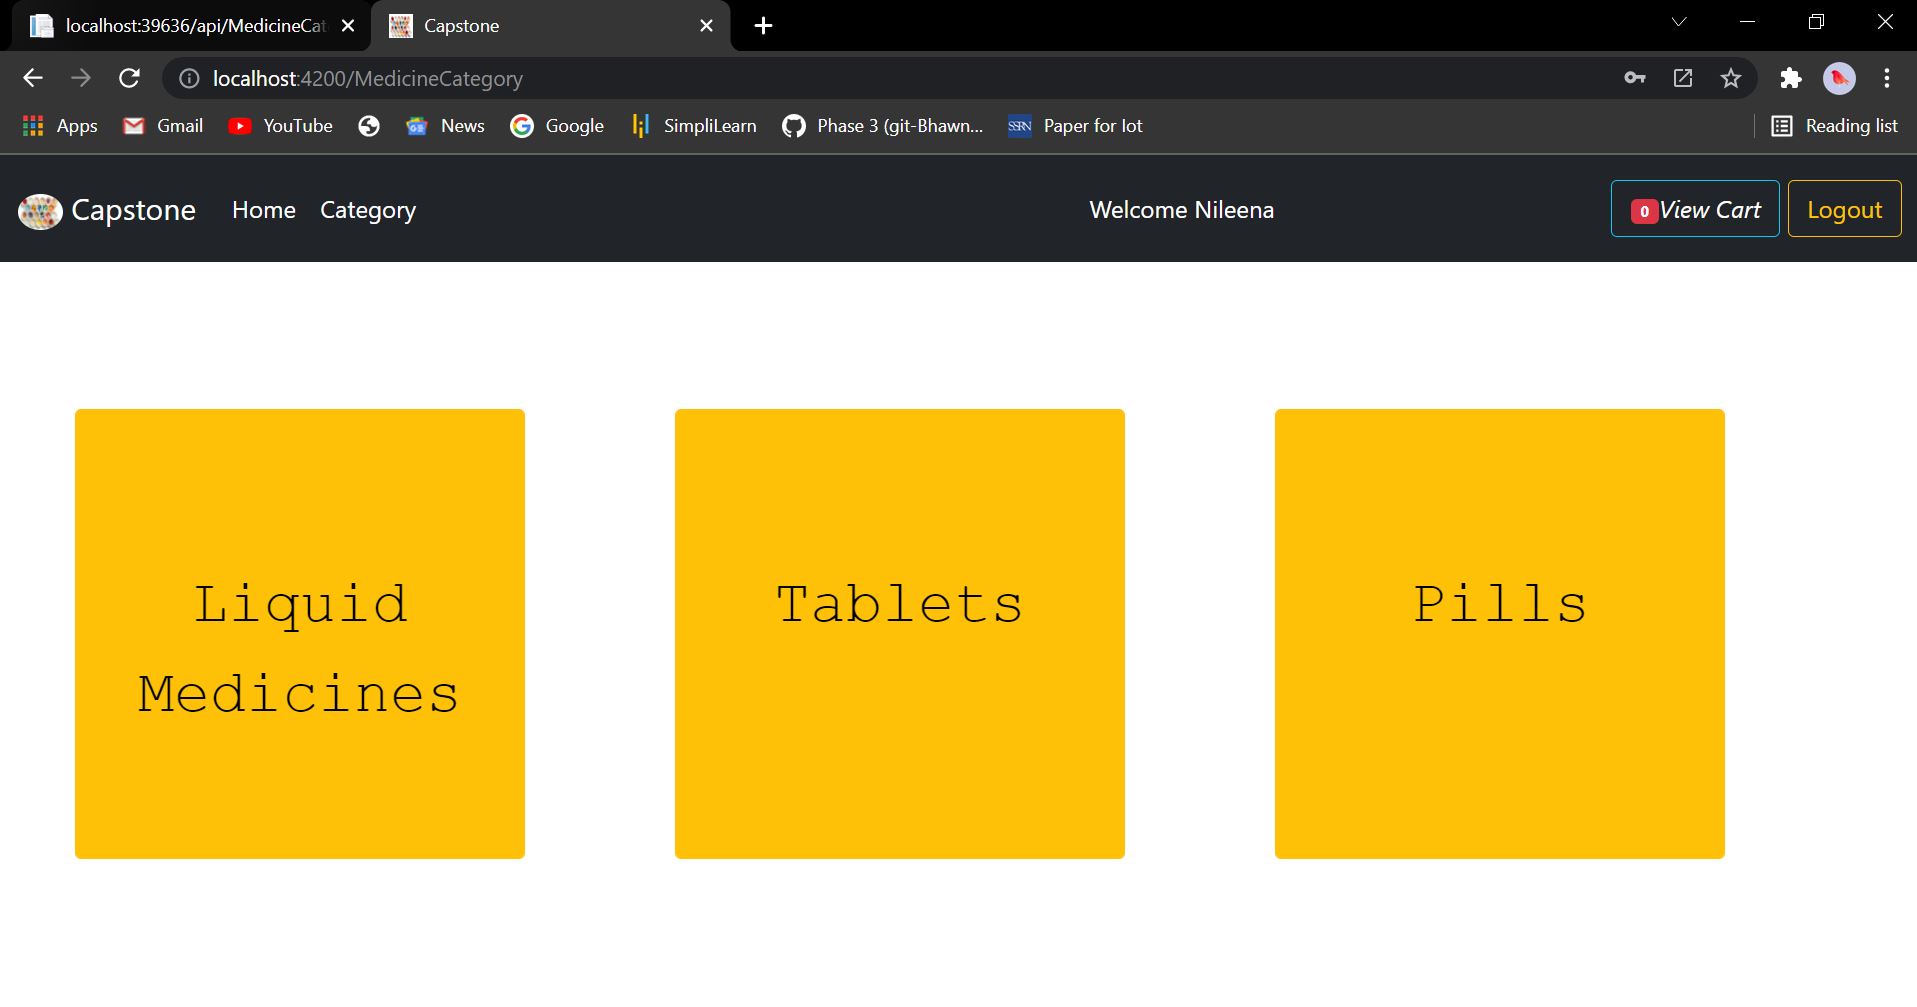 localhost:39636/api/MedicineCat
Capstone
localhost:4200/MedicineCategory
Apps
Gmail
YouTube
News
Google
SimpliLearn
Phase 3 (git-Bhawn...
Paper for Iot
Reading list
Capstone
Home
Category
Welcome Nileena
0 View Cart
Logout
Liquid
Medicines
Tablets
Pills